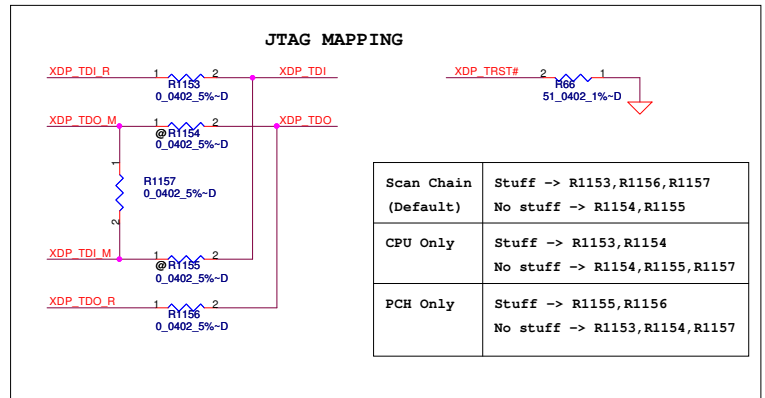 JTAG MAPPING
XDP_TDI_R 1 2 XDP_TDI
R1153
0_0402_5%~D
XDP_TRST# 2 1
R66
51_0402_1%~D
XDP_TDO_M 1 2 XDP_TDO
@R1154
0_0402_5%~D
1
R1157
0_0402_5%~D
2
XDP_TDI_M 1 2
@R1155
0_0402_5%~D
XDP_TDO_R 1 2
R1156
0_0402_5%~D
Scan Chain Stuff -> R1153,R1156,R1157
(Default) No stuff -> R1154,R1155
CPU Only Stuff -> R1153,R1154
No stuff -> R1154,R1155,R1157
PCH Only Stuff -> R1155,R1156
No stuff -> R1153,R1154,R1157